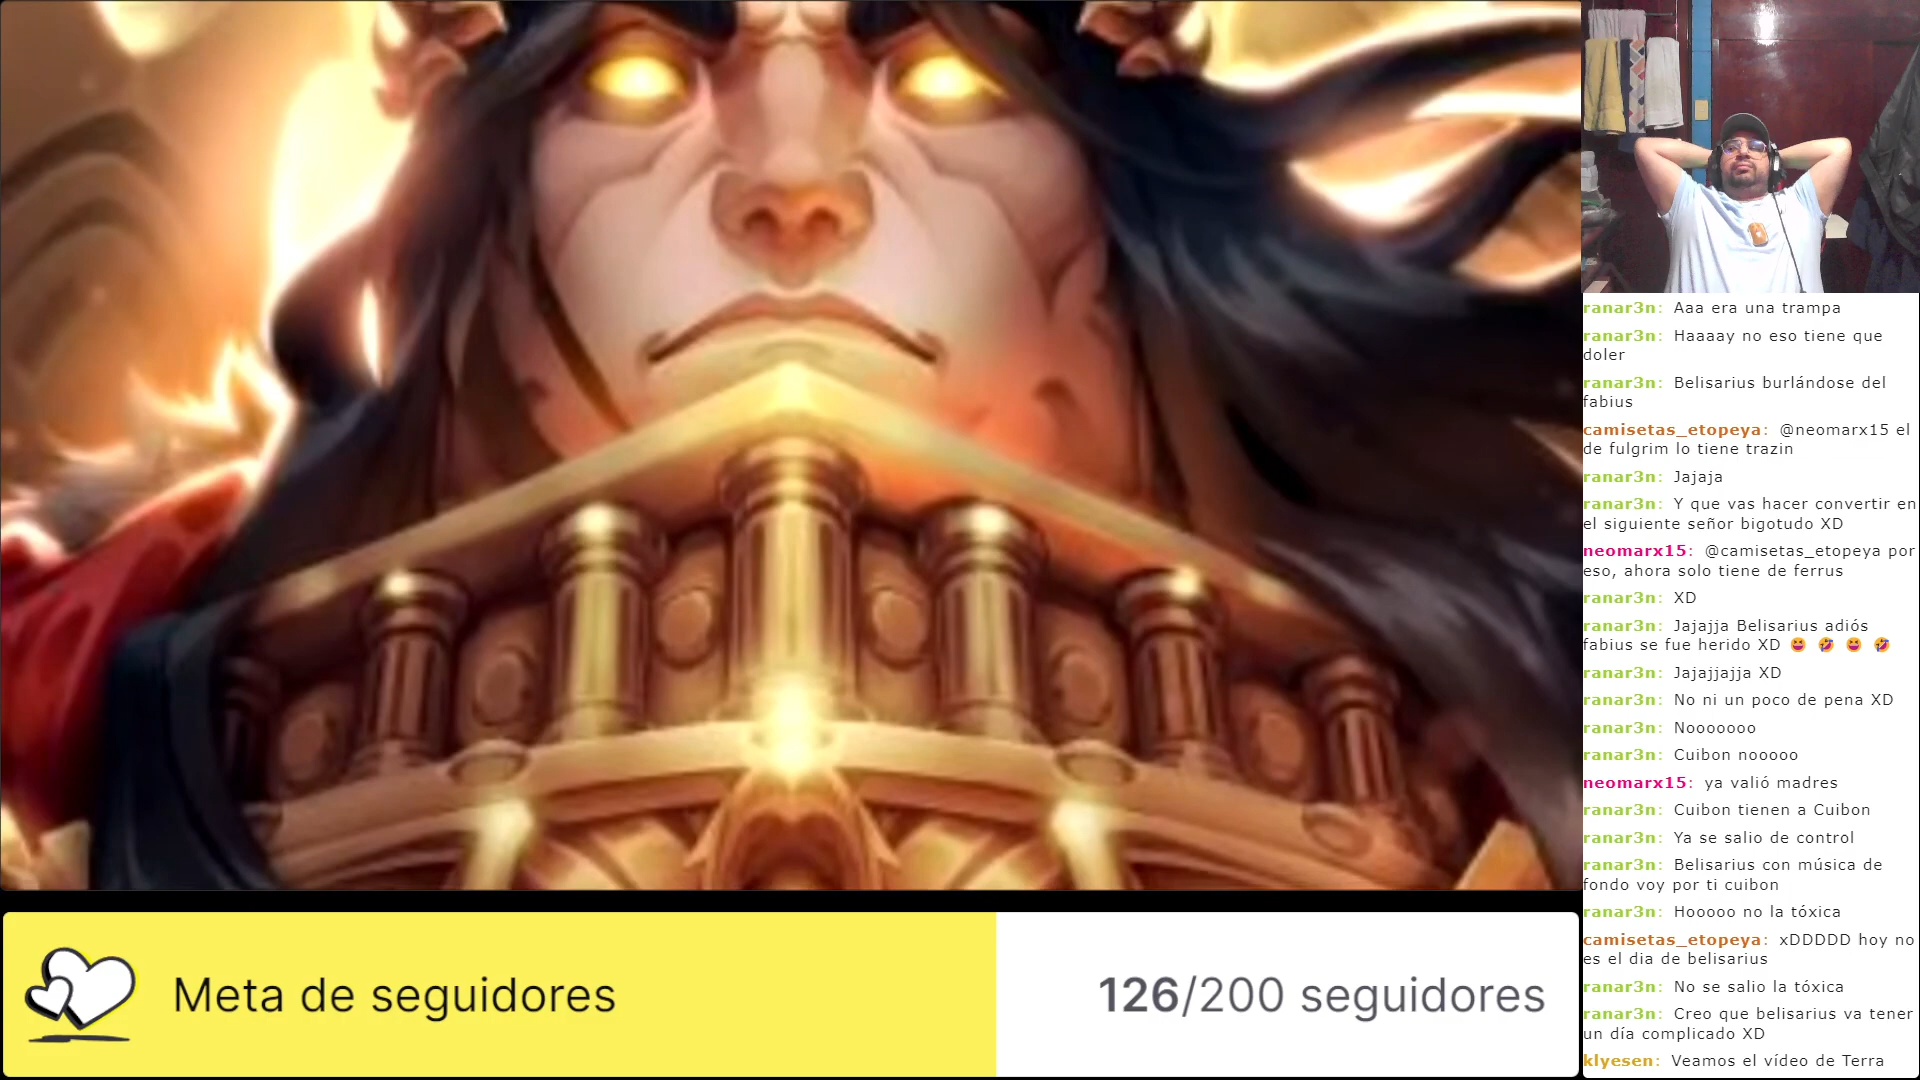 ranar3n: Aaa era una trampa
ranar3n: Haaaay no eso tiene que
doler
ranar3n: Belisarius burlándose del
fabius
camisetas_etopeya: @neomarx15 el
de fulgrim lo tiene trazin
ranar3n: Jajaja
ranar3n: Y que vas hacer convertir en
el siguiente señor bigotudo XD
neomarx15: @camisetas_etopeya por
eso, ahora solo tiene de ferrus
ranar3n: XD
ranar3n: Jajajja Belisarius adiós
fabius se fue herido XD 😆 🤣 😆 🤣
ranar3n: Jajajjajja XD
ranar3n: No ni un poco de pena XD
ranar3n: Nooooooo
ranar3n: Cuibon nooooo
neomarx15: ya valió madres
ranar3n: Cuibon tienen a Cuibon
ranar3n: Ya se salio de control
ranar3n: Belisarius con música de
fondo voy por ti cuibon
ranar3n: Hooooo no la tóxica
camisetas_etopeya: xDDDDD hoy no
es el dia de belisarius
ranar3n: No se salio la tóxica
ranar3n: Creo que belisarius va tener
un día complicado XD
klyesen: Veamos el vídeo de Terra
Meta de seguidores
126/200 seguidores